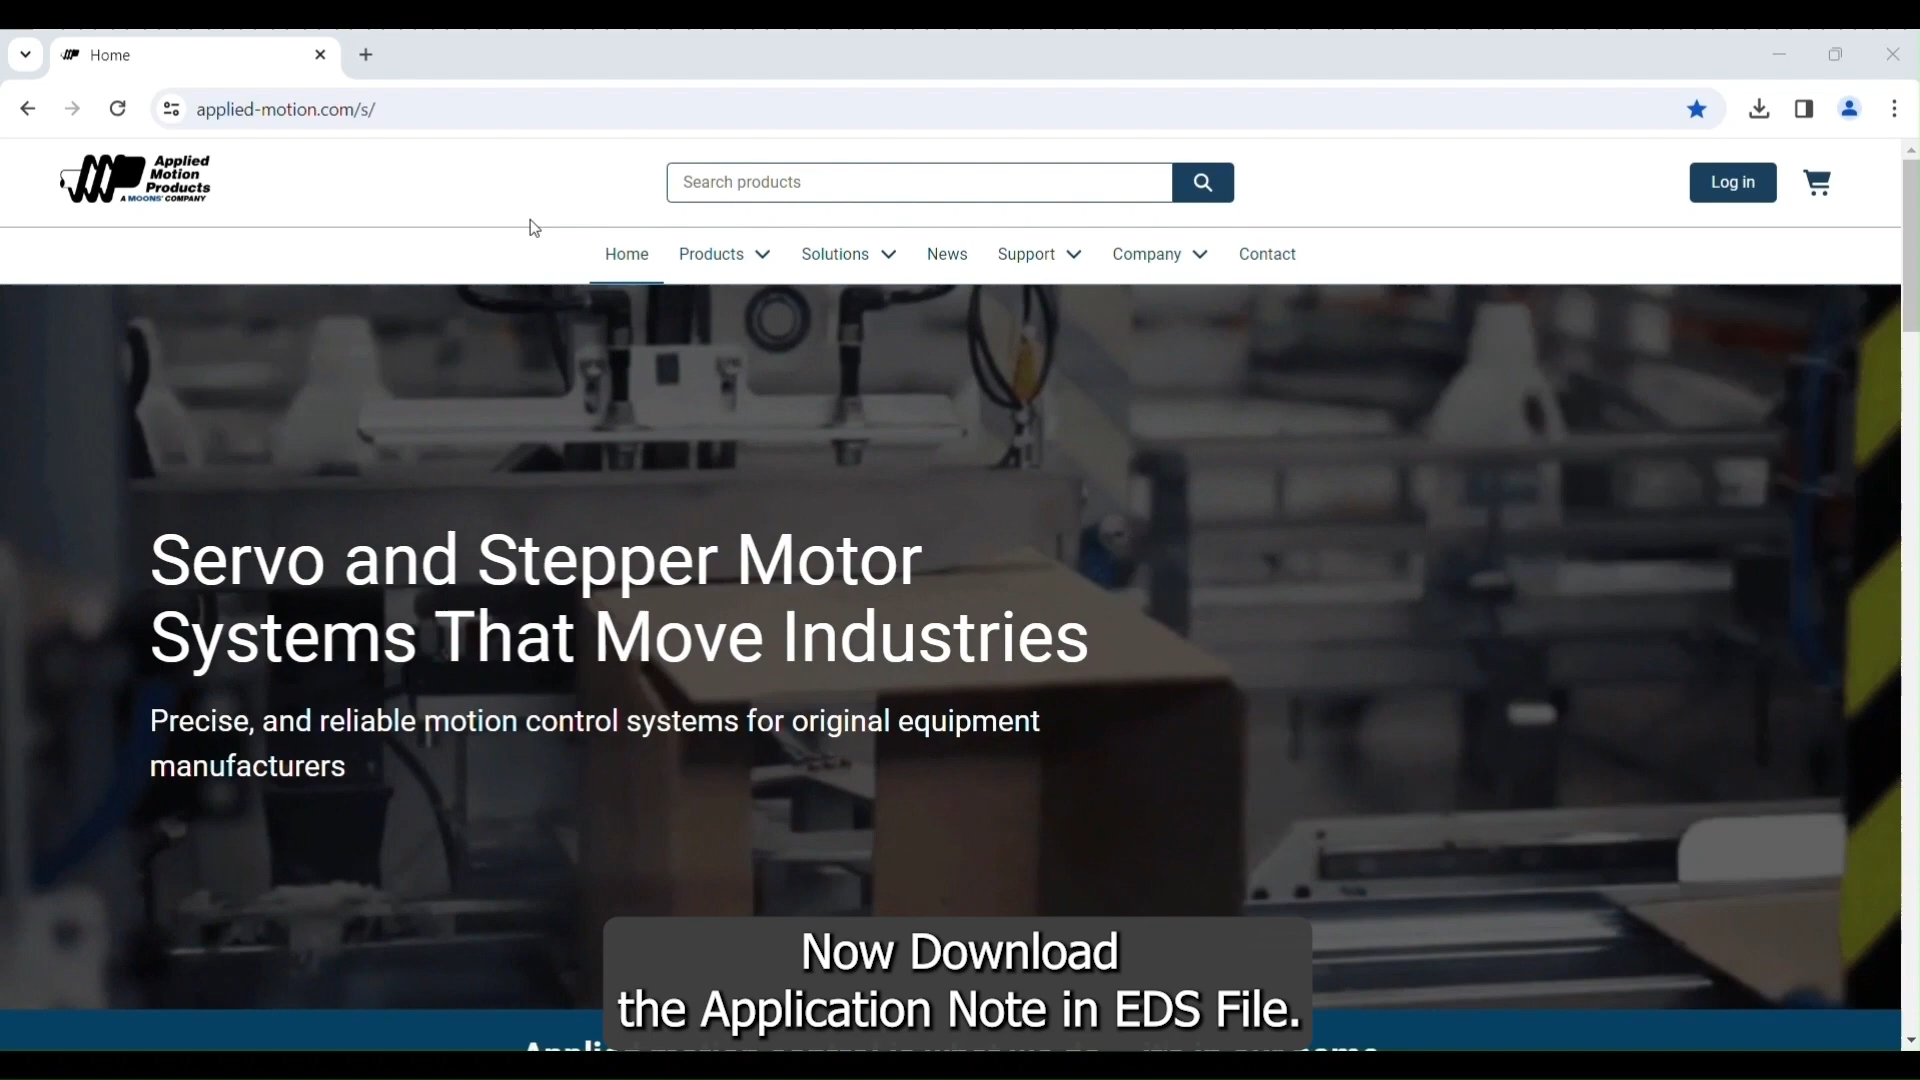 Home
applied-motion.com/s/
Applied
Motion
Products
A MOONS' COMPANY
Search products
Log in
Home Products Solutions News Support Company Contact
Servo and Stepper Motor
Systems That Move Industries
Precise, and reliable motion control systems for original equipment
manufacturers
Now Download
the Application Note in EDS File.